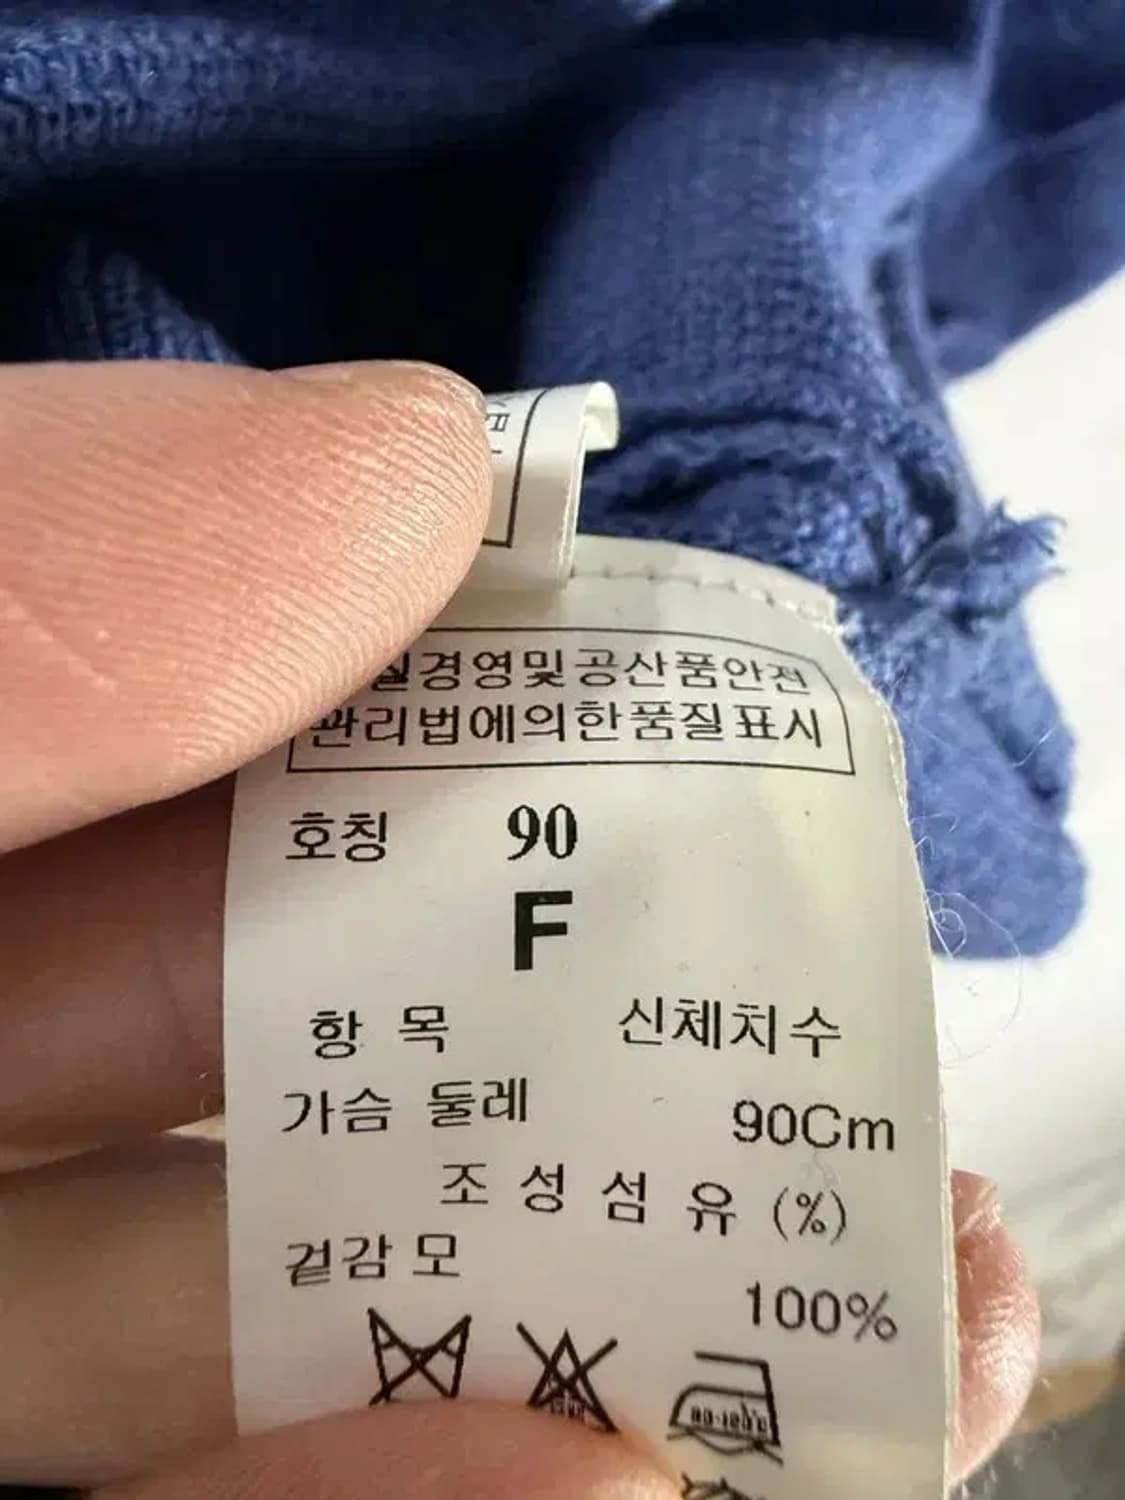 질경영및공산품안전
관리법에의한품질표시
호칭 90
F
항 목 신체치수
가슴 둘레 90Cm
조 성 섬 유 (%)
겉감 모 100%